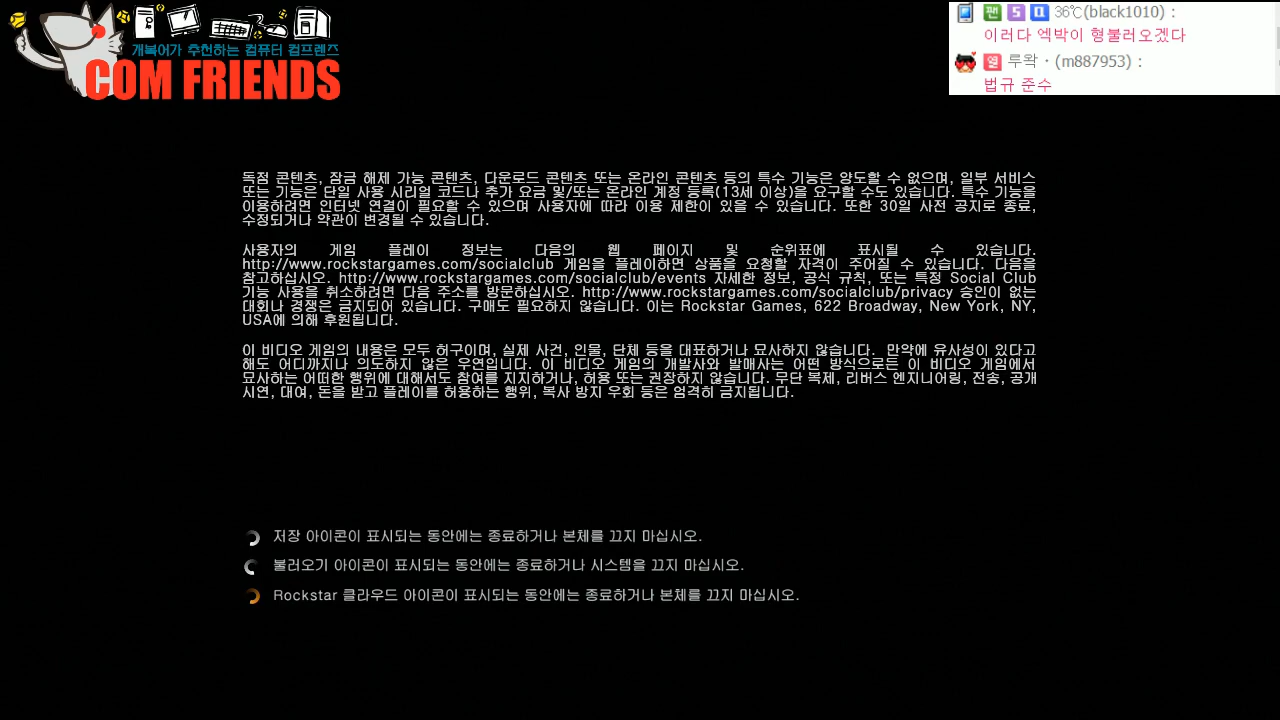 개복어가 추천하는 컴퓨터 컴프렌즈
COM FRIENDS
팬 5 36℃(black1010) :
이러다 엑박이 형불러오겠다
열 루왁・(m887953) :
법규 준수
독점 콘텐츠, 잠금 해제 가능 콘텐츠, 다운로드 콘텐츠 또는 온라인 콘텐츠 등의 특수 기능은 양도할 수 없으며, 일부 서비스
또는 기능은 단일 사용 시리얼 코드나 추가 요금 및/또는 온라인 계정 등록(13세 이상)을 요구할 수도 있습니다. 특수 기능을
이용하려면 인터넷 연결이 필요할 수 있으며 사용자에 따라 이용 제한이 있을 수 있습니다. 또한 30일 사전 공지로 종료,
수정되거나 약관이 변경될 수 있습니다.
사용자의 게임 플레이 정보는 다음의 웹 페이지 및 순위표에 표시될 수 있습니다.
http://www.rockstargames.com/socialclub 게임을 플레이하면 상품을 요청할 자격이 주어질 수 있습니다. 다음을
참고하십시오. http://www.rockstargames.com/socialclub/events 자세한 정보, 공식 규칙, 또는 특정 Social Club
기능 사용을 취소하려면 다음 주소를 방문하십시오. http://www.rockstargames.com/socialclub/privacy 승인이 없는
대회나 경쟁은 금지되어 있습니다. 구매도 필요하지 않습니다. 이는 Rockstar Games, 622 Broadway, New York, NY,
USA에 의해 후원됩니다.
이 비디오 게임의 내용은 모두 허구이며, 실제 사건, 인물, 단체 등을 대표하거나 묘사하지 않습니다. 만약에 유사성이 있다고
해도 어디까지나 의도하지 않은 우연입니다. 이 비디오 게임의 개발사와 발매사는 어떤 방식으로든 이 비디오 게임에서
묘사하는 어떠한 행위에 대해서도 참여를 지지하거나, 허용 또는 권장하지 않습니다. 무단 복제, 리버스 엔지니어링, 전송, 공개
시연, 대여, 돈을 받고 플레이를 허용하는 행위, 복사 방지 우회 등은 엄격히 금지됩니다.
저장 아이콘이 표시되는 동안에는 종료하거나 본체를 끄지 마십시오.
불러오기 아이콘이 표시되는 동안에는 종료하거나 시스템을 끄지 마십시오.
Rockstar 클라우드 아이콘이 표시되는 동안에는 종료하거나 본체를 끄지 마십시오.